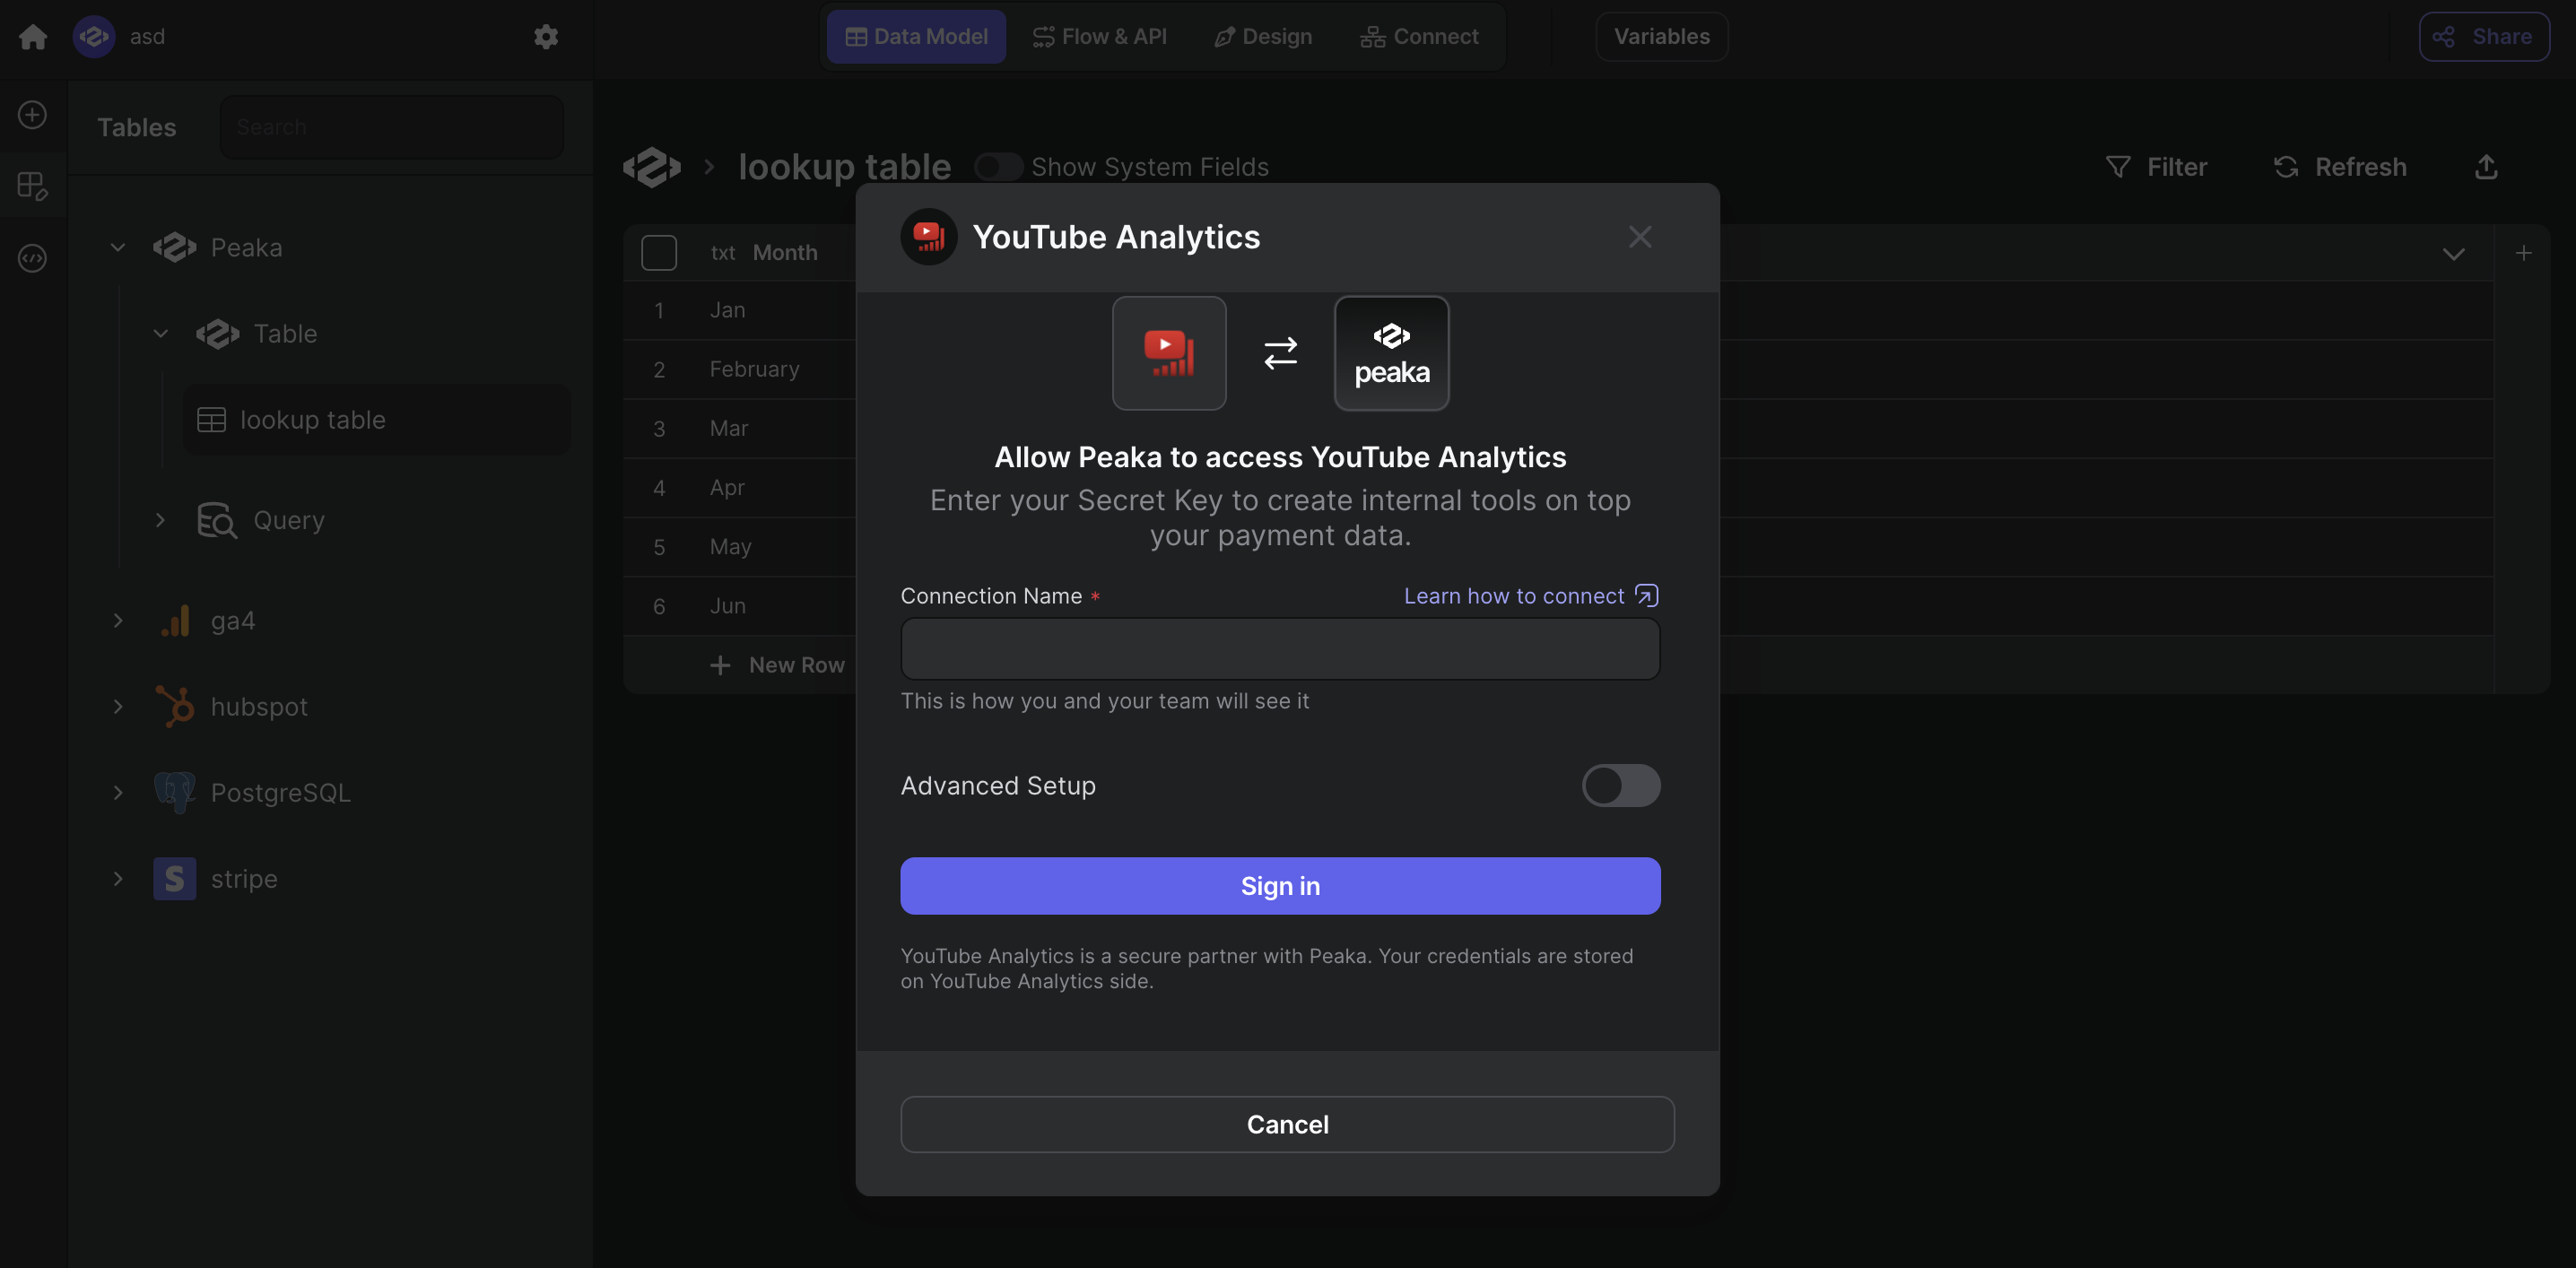 asd
Data Model
Flow & API
Design
Connect
Variables
Share
Tables
Search
Peaka
Table
lookup table
Query
ga4
hubspot
PostgreSQL
stripe
lookup table
Show System Fields
Filter
Refresh
txt Month
1 Jan
2 February
3 Mar
4 Apr
5 May
6 Jun
New Row
YouTube Analytics
peaka
Allow Peaka to access YouTube Analytics
Enter your Secret Key to create internal tools on top
your payment data.
Connection Name *
Learn how to connect
This is how you and your team will see it
Advanced Setup
Sign in
YouTube Analytics is a secure partner with Peaka. Your credentials are stored
on YouTube Analytics side.
Cancel